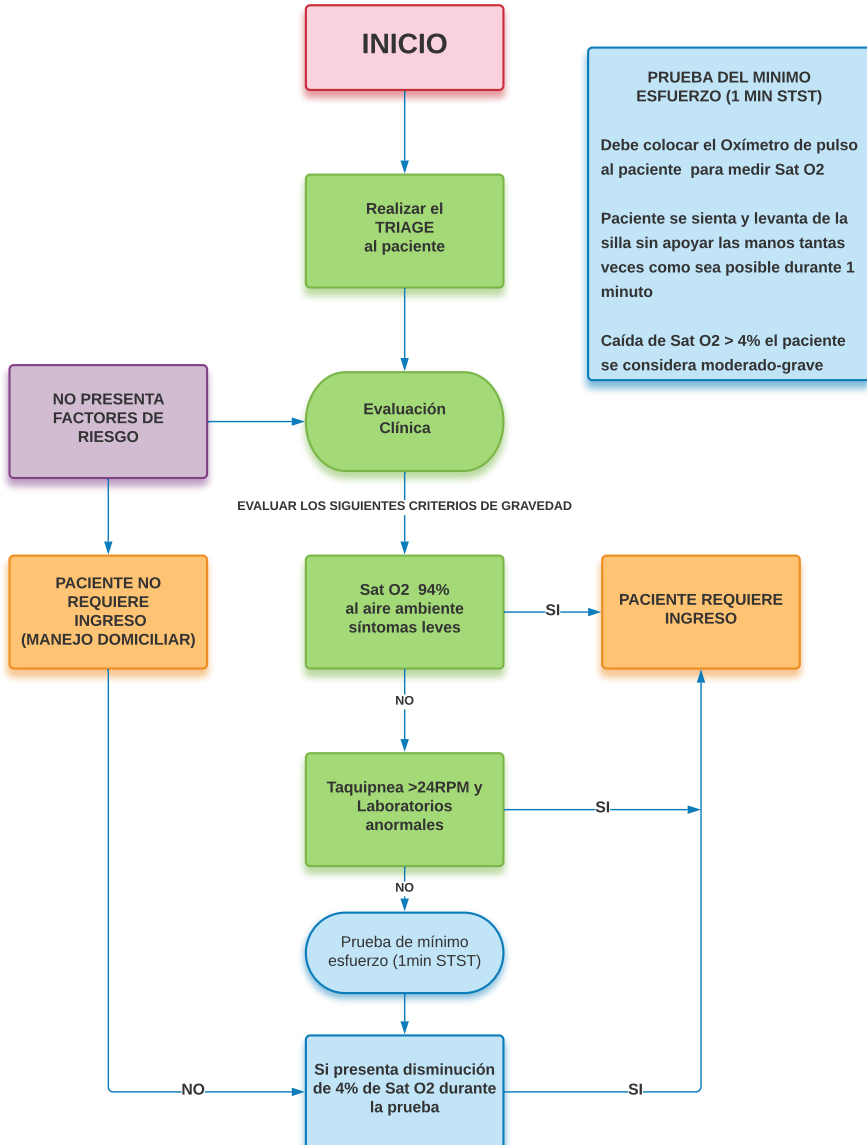 INICIO
PRUEBA DEL MINIMO
ESFUERZO (1 MIN STST)
Debe colocar el Oxímetro de pulso
al paciente para medir Sat O2
Paciente se sienta y levanta de la
silla sin apoyar las manos tantas
veces como sea posible durante 1
minuto
Caída de Sat O2 > 4% el paciente
se considera moderado-grave
Realizar el
TRIAGE
al paciente
NO PRESENTA
FACTORES DE
RIESGO
Evaluación
Clínica
EVALUAR LOS SIGUIENTES CRITERIOS DE GRAVEDAD
PACIENTE NO
REQUIERE
INGRESO
(MANEJO DOMICILIAR)
Sat O2 94%
al aire ambiente
síntomas leves
SI
PACIENTE REQUIERE
INGRESO
NO
Taquipnea >24RPM y
Laboratorios
anormales
SI
NO
Prueba de mínimo
esfuerzo (1min STST)
NO
Si presenta disminución
de 4% de Sat O2 durante
la prueba
SI